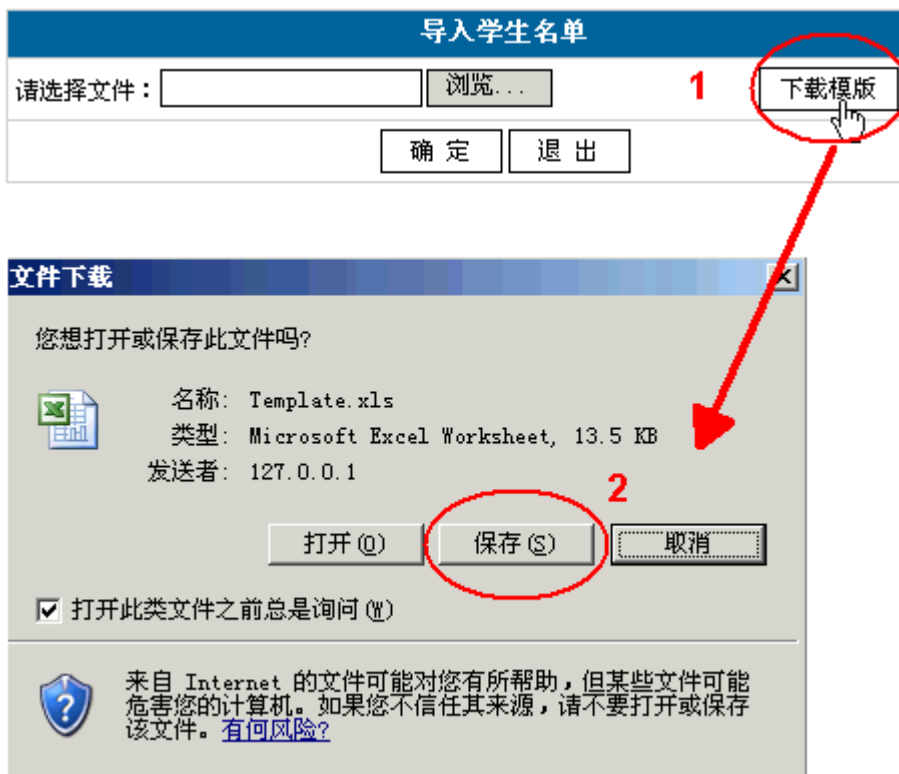 导入学生名单
请选择文件： 浏览... 1 下载模版
确 定 退 出
文件下载
您想打开或保存此文件吗?
名称: Template.xls
类型: Microsoft Excel Worksheet, 13.5 KB
发送者: 127.0.0.1
2
打开(O) 保存(S) 取消
打开此类文件之前总是询问(W)
来自 Internet 的文件可能对您有所帮助，但某些文件可能
危害您的计算机。如果您不信任其来源，请不要打开或保存
该文件。有何风险?